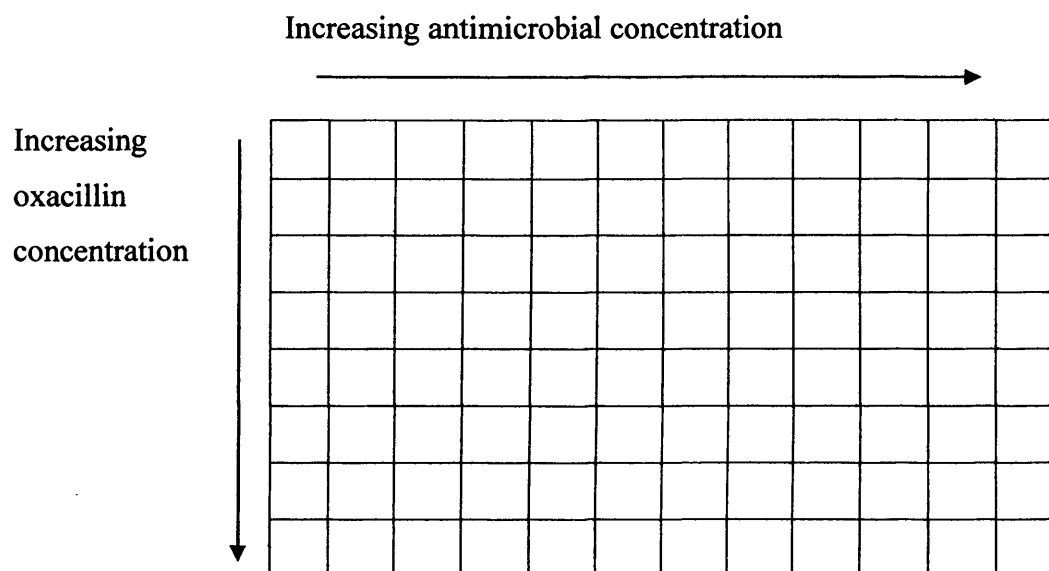 Increasing antimicrobial concentration
Increasing
oxacillin
concentration